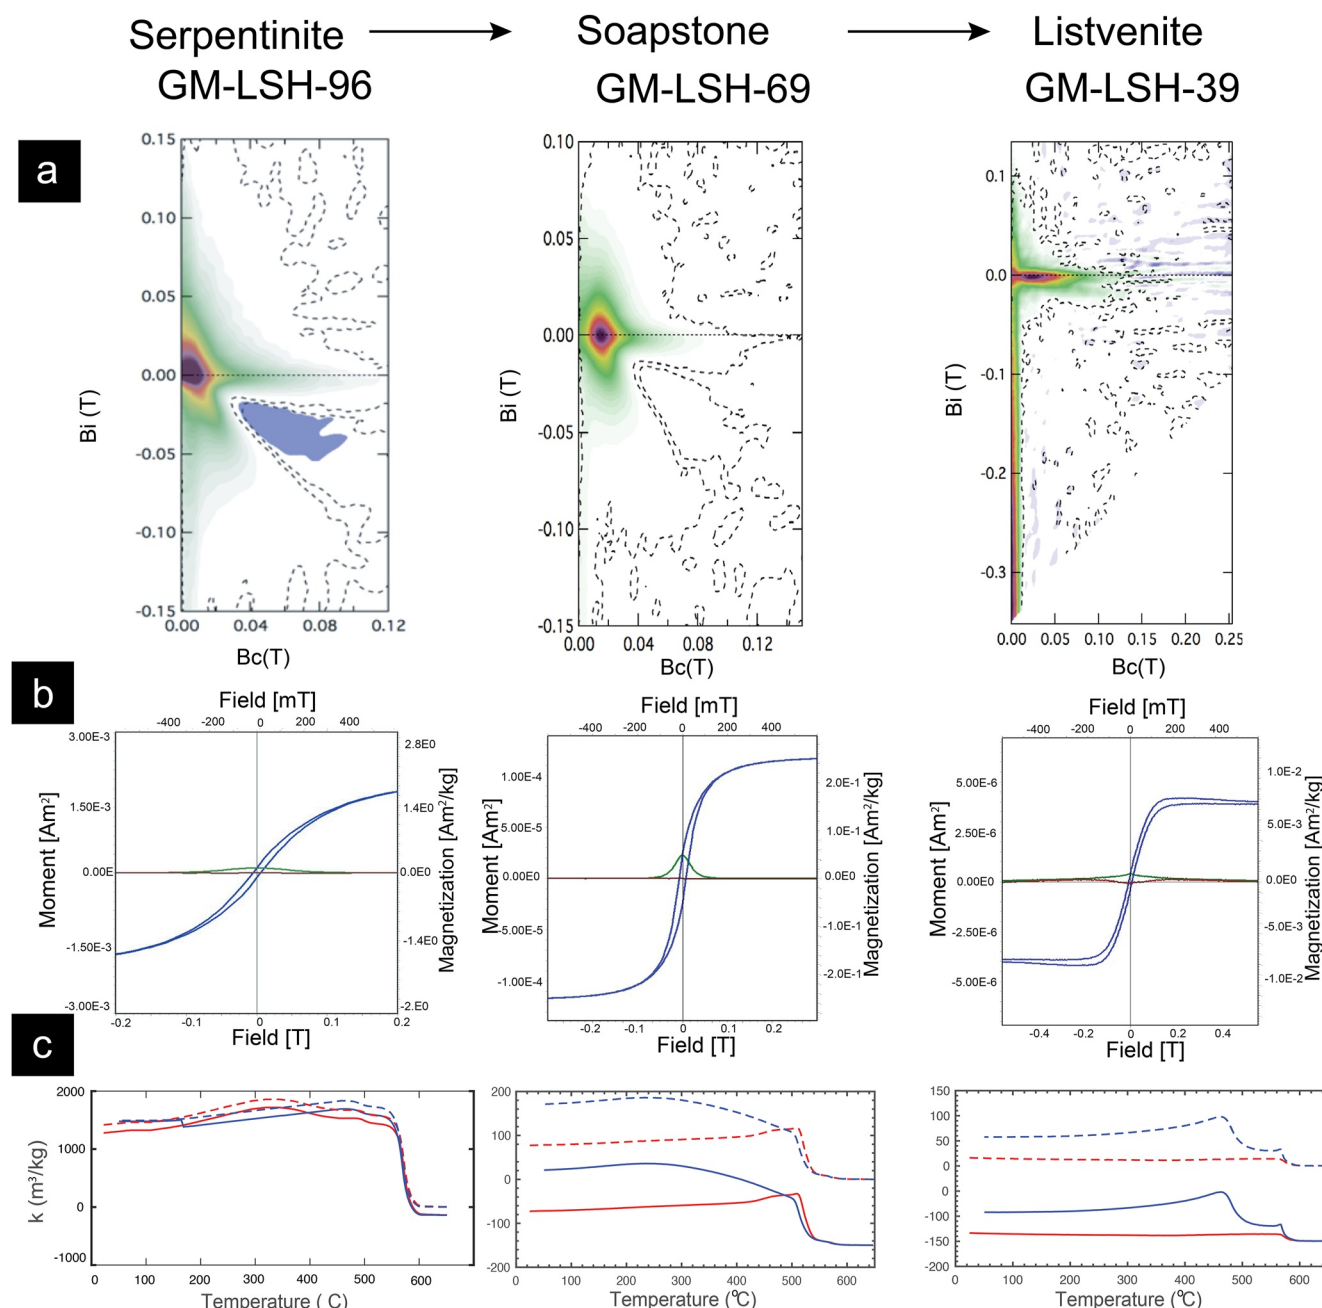 Serpentinite Soapstone Listvenite
GM-LSH-96 GM-LSH-69 GM-LSH-39
a
0.15
0.10
0.05
0.00
-0.05
-0.10
-0.15
Bi (T)
0.00 0.04 0.08 0.12
Bc(T)
0.10
0.05
0.00
-0.05
-0.10
-0.15
Bi (T)
0.00 0.04 0.08 0.12
Bc(T)
0.1
0.0
-0.1
-0.2
-0.3
Bi (T)
0.00 0.05 0.10 0.15 0.20 0.25
Bc(T)
b
Field [mT]
-400 -200 0 200 400
3.00E-3
1.50E-3
0.00E
-1.50E-3
-3.00E-3
Moment [Am²]
2.8E0
1.4E0
0.0E0
-1.4E0
-2.E0
Magnetization [Am²/kg]
-0.2 -0.1 0 0.1 0.2
Field [T]
Field [mT]
-400 -200 0 200 400
1.00E-4
5.00E-5
0.00E0
-5.00E-5
-1.00E-4
Moment [Am²]
2.0E-1
1.0E-1
0.0E0
-1.0E-1
-2.0E-1
Magnetization [Am²/kg]
-0.2 -0.1 0 0.2
Field [T]
Field [mT]
-400 -200 0 200 400
5.00E-6
2.50E-6
0.00E0
-2.50E-6
-5.00E-6
Moment [Am²]
1.0E-2
5.0E-3
0.0E0
-5.0E-3
-1.0E-2
Magnetization [Am²/kg]
-0.4 -0.2 0 0.2 0.4
Field [T]
c
2000
1000
0
-1000
k (m³/kg)
0 100 200 300 400 500 600
Temperature ( C)
200
100
0
-100
-200
0 100 200 300 400 500 600
Temperature (ºC)
150
100
50
0
0
-100
-150
200
0 100 200 300 400 500 600
Temperature (ºC)